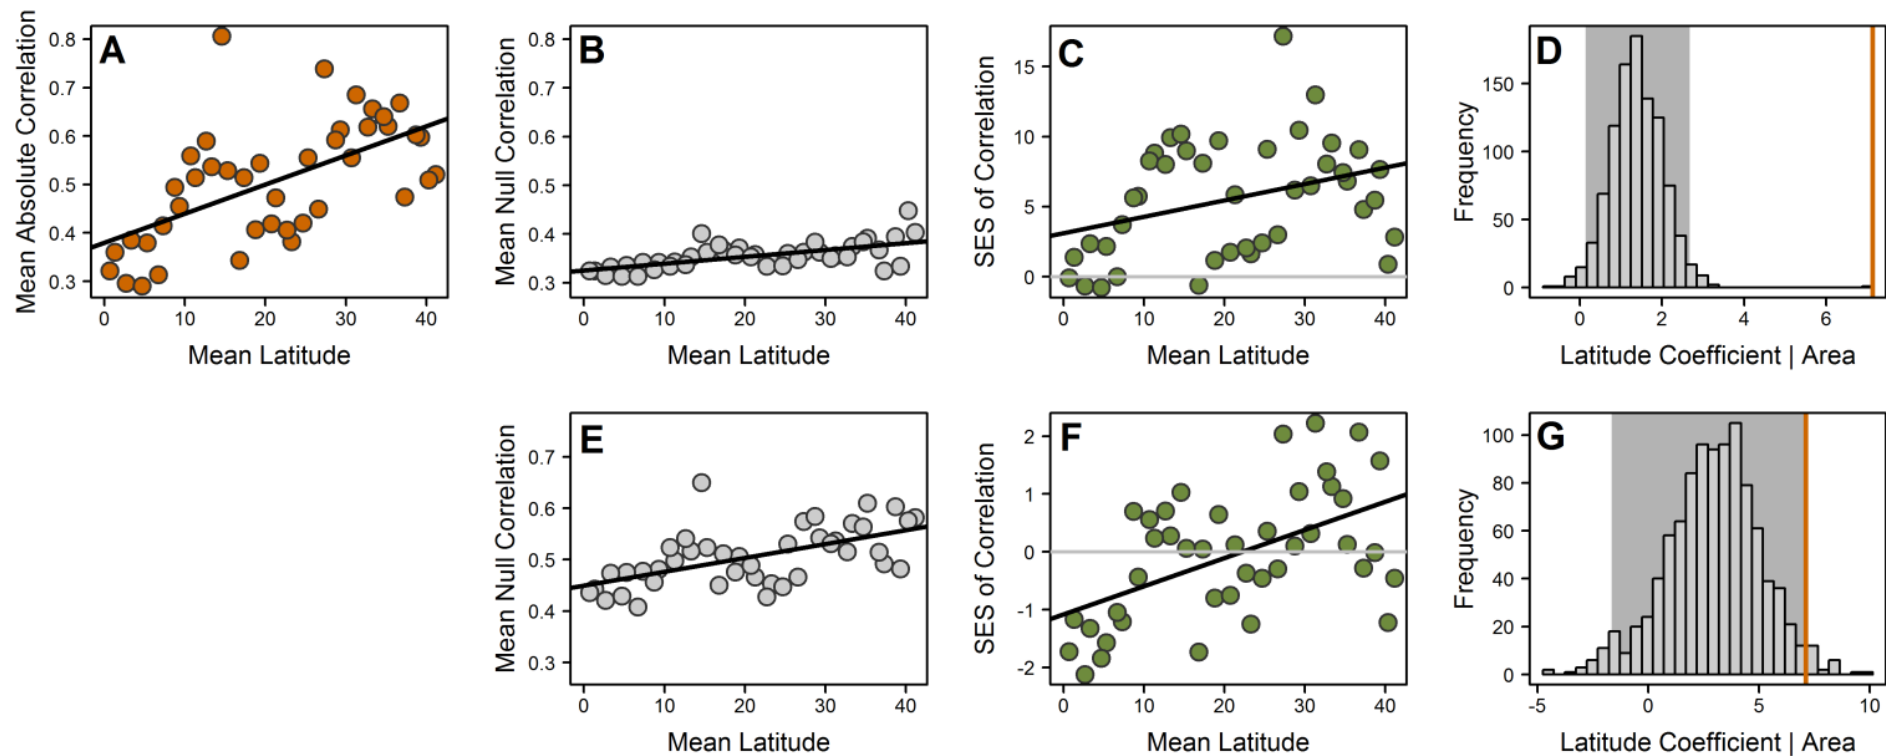 A
Mean Absolute Correlation
0.8
0.7
0.6
0.5
0.4
0.3
0 10 20 30 40
Mean Latitude
B
Mean Null Correlation
0.8
0.7
0.6
0.5
0.4
0.3
0 10 20 30 40
Mean Latitude
C
SES of Correlation
15
10
5
0
0 10 20 30 40
Mean Latitude
D
Frequency
150
100
50
0
0 2 4 6
Latitude Coefficient | Area
E
Mean Null Correlation
0.7
0.6
0.5
0.4
0.3
0 10 20 30 40
Mean Latitude
F
SES of Correlation
2
1
0
-1
-2
0 10 20 30 40
Mean Latitude
G
Frequency
100
80
60
40
20
0
-5 0 5 10
Latitude Coefficient | Area